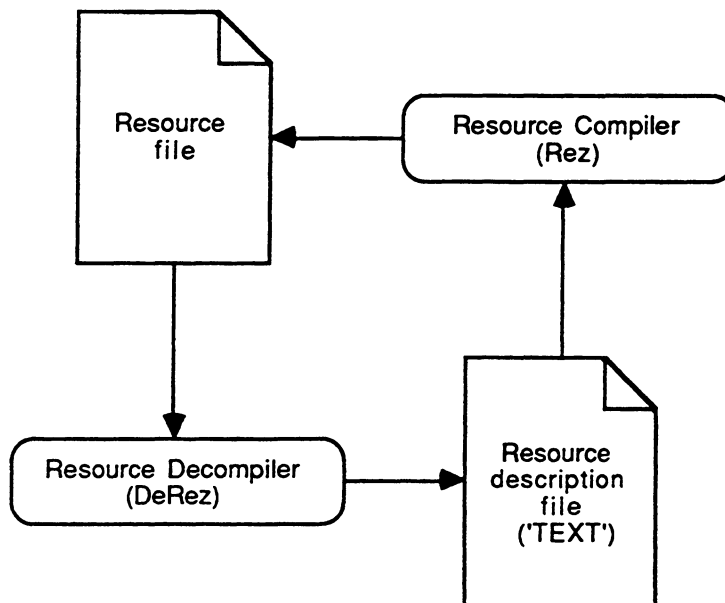 Resource
file
Resource Compiler
(Rez)
Resource Decompiler
(DeRez)
Resource
description
file
('TEXT')